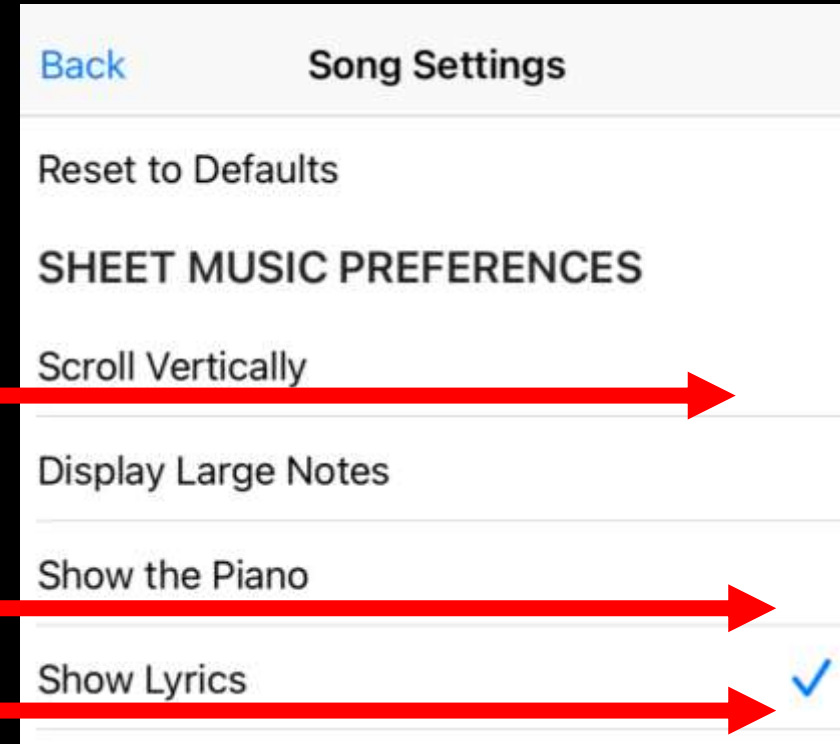 Back Song Settings
Reset to Defaults
SHEET MUSIC PREFERENCES
Scroll Vertically
Display Large Notes
Show the Piano
Show Lyrics